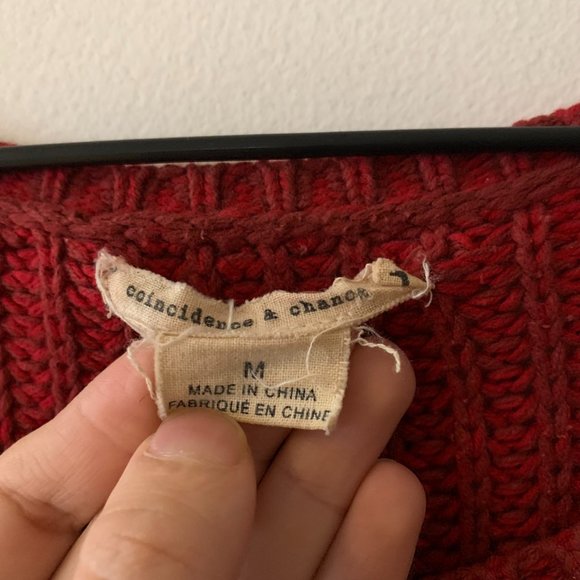 coincidence & chance
M
MADE IN CHINA
FABRIQUÉ EN CHINE